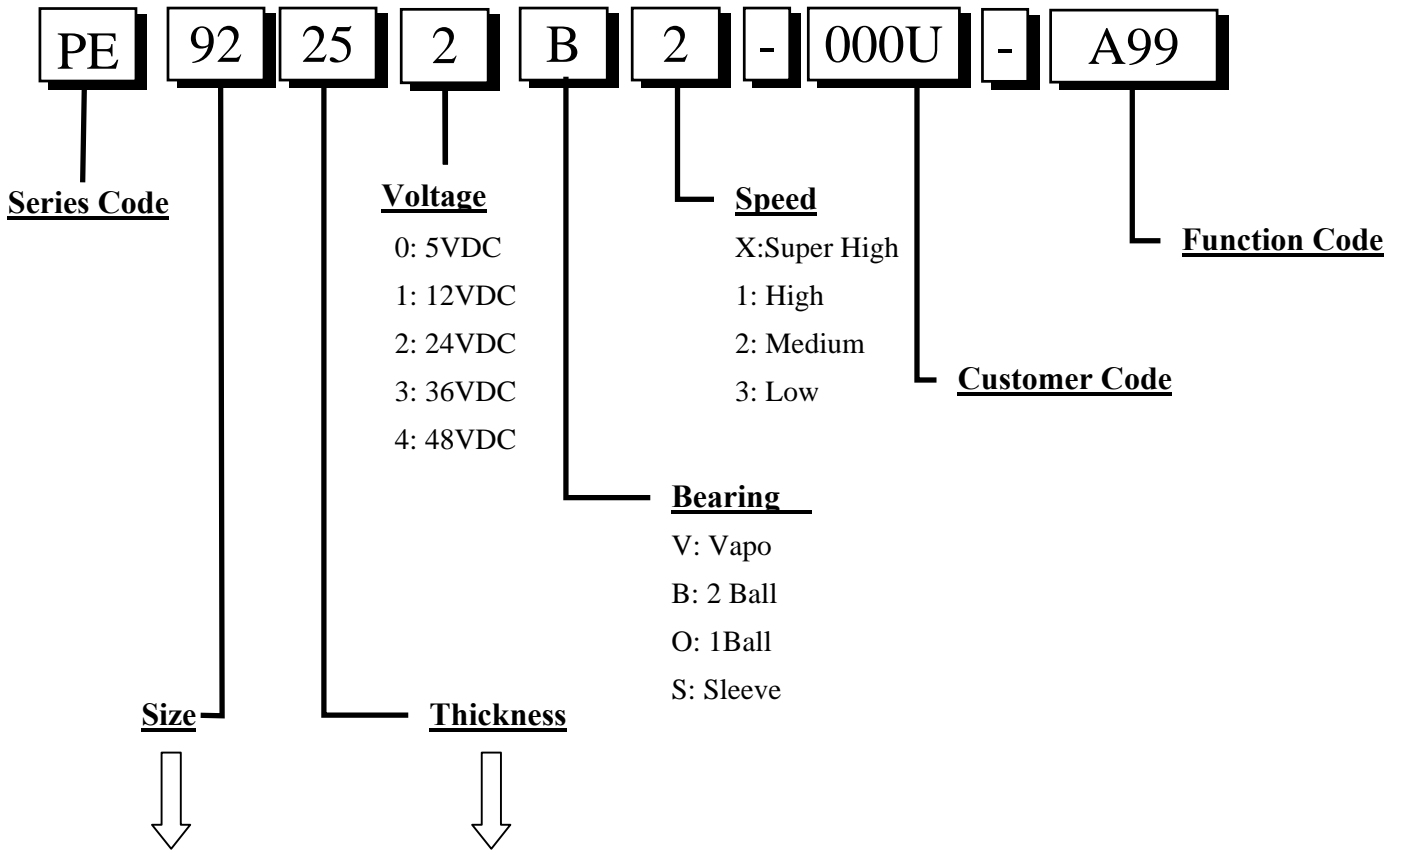 PE 92 25 2 B 2 - 000U - A99
Series Code
Voltage
0: 5VDC
1: 12VDC
2: 24VDC
3: 36VDC
4: 48VDC
Speed
X:Super High
1: High
2: Medium
3: Low
Function Code
Customer Code
Bearing
V: Vapo
B: 2 Ball
O: 1Ball
S: Sleeve
Size
Thickness